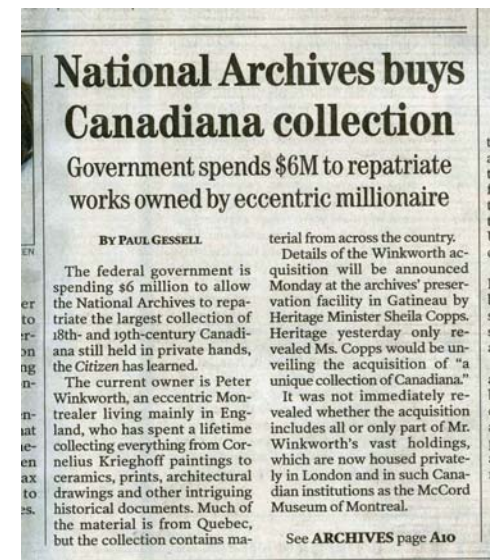 National Archives buys
Canadiana collection
Government spends $6M to repatriate
works owned by eccentric millionaire
BY PAUL GESSELL
The federal government is
spending $6 million to allow
the National Archives to repa-
triate the largest collection of
18th- and 19th-century Canadi-
ana still held in private hands,
the Citizen has learned.
The current owner is Peter
Winkworth, an eccentric Mon-
trealer living mainly in Eng-
land, who has spent a lifetime
collecting everything from Cor-
nelius Krieghoff paintings to
ceramics, prints, architectural
drawings and other intriguing
historical documents. Much of
the material is from Quebec,
but the collection contains ma-
terial from across the country.
Details of the Winkworth ac-
quisition will be announced
Monday at the archives' preser-
vation facility in Gatineau by
Heritage Minister Sheila Copps.
Heritage yesterday only re-
vealed Ms. Copps would be un-
veiling the acquisition of "a
unique collection of Canadiana."
It was not immediately re-
vealed whether the acquisition
includes all or only part of Mr.
Winkworth's vast holdings,
which are now housed private-
ly in London and in such Cana-
dian institutions as the McCord
Museum of Montreal.
See ARCHIVES page A10